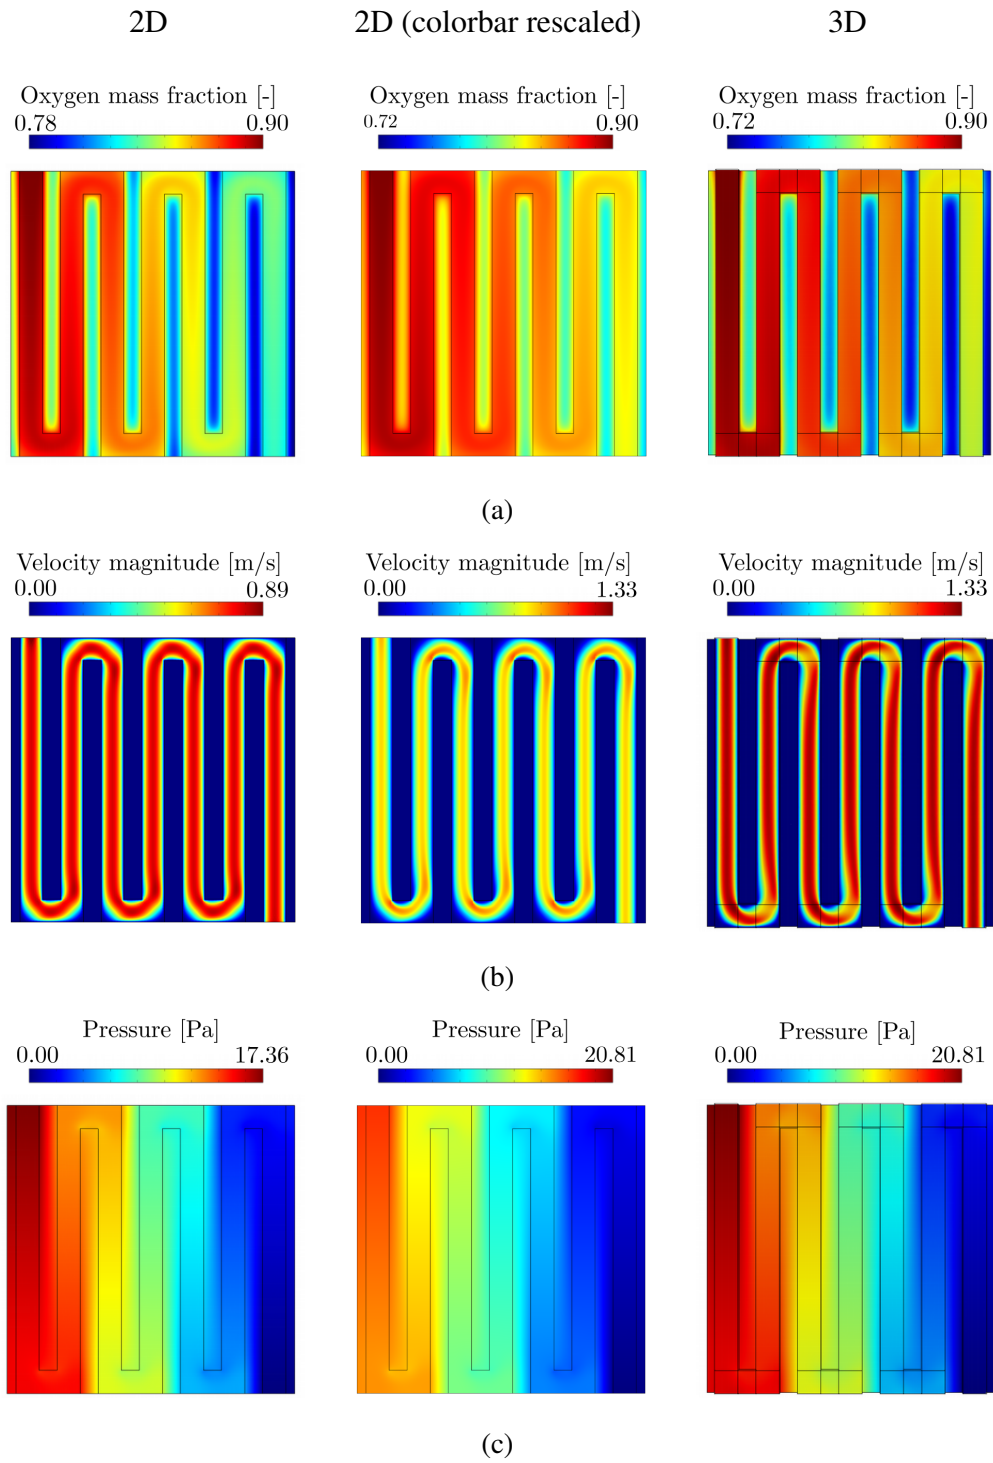 2D 2D (colorbar rescaled) 3D
Oxygen mass fraction [-] Oxygen mass fraction [-] Oxygen mass fraction [-]
0.78 0.90 0.72 0.90 0.72 0.90
(a)
Velocity magnitude [m/s] Velocity magnitude [m/s] Velocity magnitude [m/s]
0.00 0.89 0.00 1.33 0.00 1.33
(b)
Pressure [Pa] Pressure [Pa] Pressure [Pa]
0.00 17.36 0.00 20.81 0.00 20.81
(c)